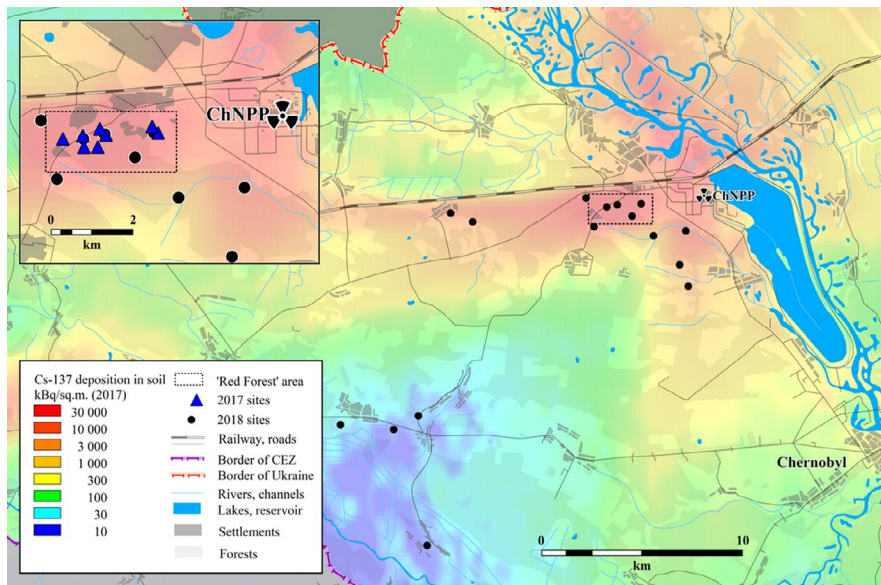 ChNPP
0 2
km
ChNPP
Cs-137 deposition in soil
kBq/sq.m. (2017)
30 000
10 000
3 000
1 000
300
100
30
10
'Red Forest' area
2017 sites
2018 sites
Railway, roads
Border of CEZ
Border of Ukraine
Rivers, channels
Lakes, reservoir
Settlements
Forests
Chernobyl
0 10
km